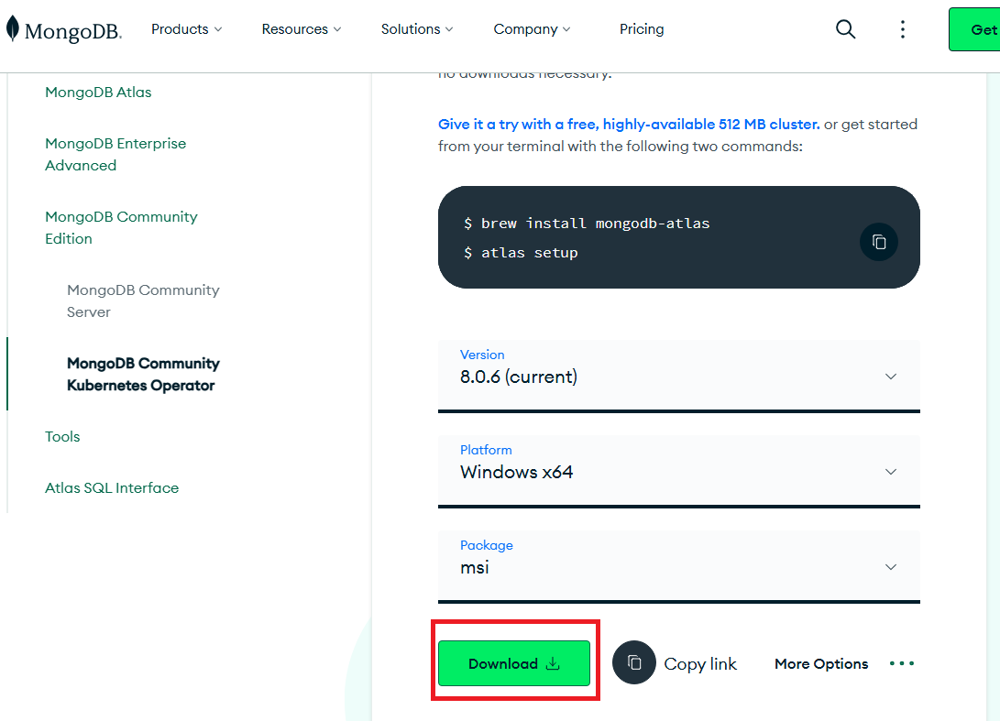 MongoDB.
Products
Resources
Solutions
Company
Pricing
Get
MongoDB Atlas
MongoDB Enterprise
Advanced
MongoDB Community
Edition
MongoDB Community
Server
MongoDB Community
Kubernetes Operator
Tools
Atlas SQL Interface
no downloads necessary.
Give it a try with a free, highly-available 512 MB cluster. or get started
from your terminal with the following two commands:
$ brew install mongodb-atlas
$ atlas setup
Version
8.0.6 (current)
Platform
Windows x64
Package
msi
Download
Copy link
More Options